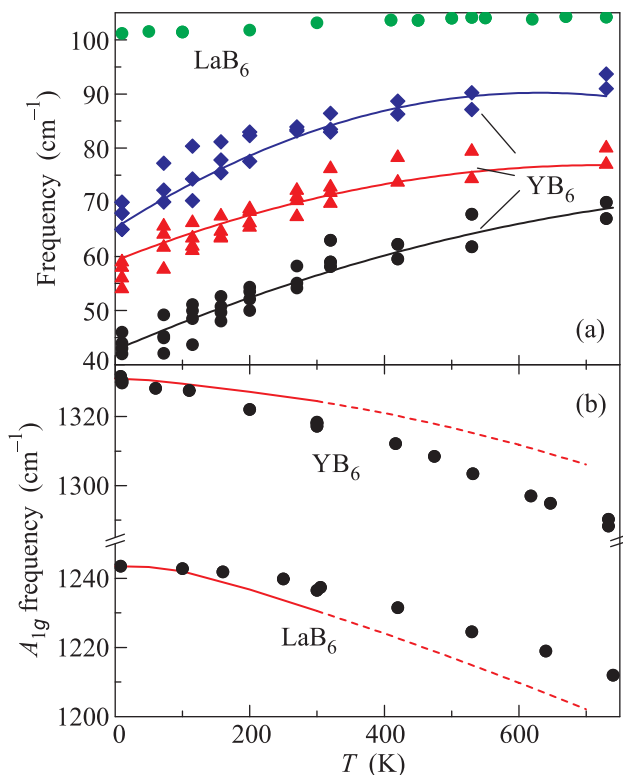 100
LaB6
90
80
YB6
70
60
50
40
Frequency (cm−1)
(a)
(b)
1320
YB6
1300
1240
LaB6
1220
1200
A1g frequency (cm−1)
0 200 400 600
T (K)